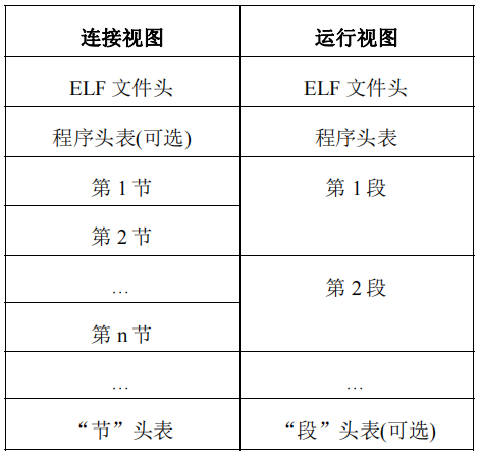 连接视图 运行视图
ELF 文件头 ELF 文件头
程序头表(可选) 程序头表
第 1 节 第 1 段
第 2 节
… 第 2 段
第 n 节
… …
“节”头表 “段”头表(可选)